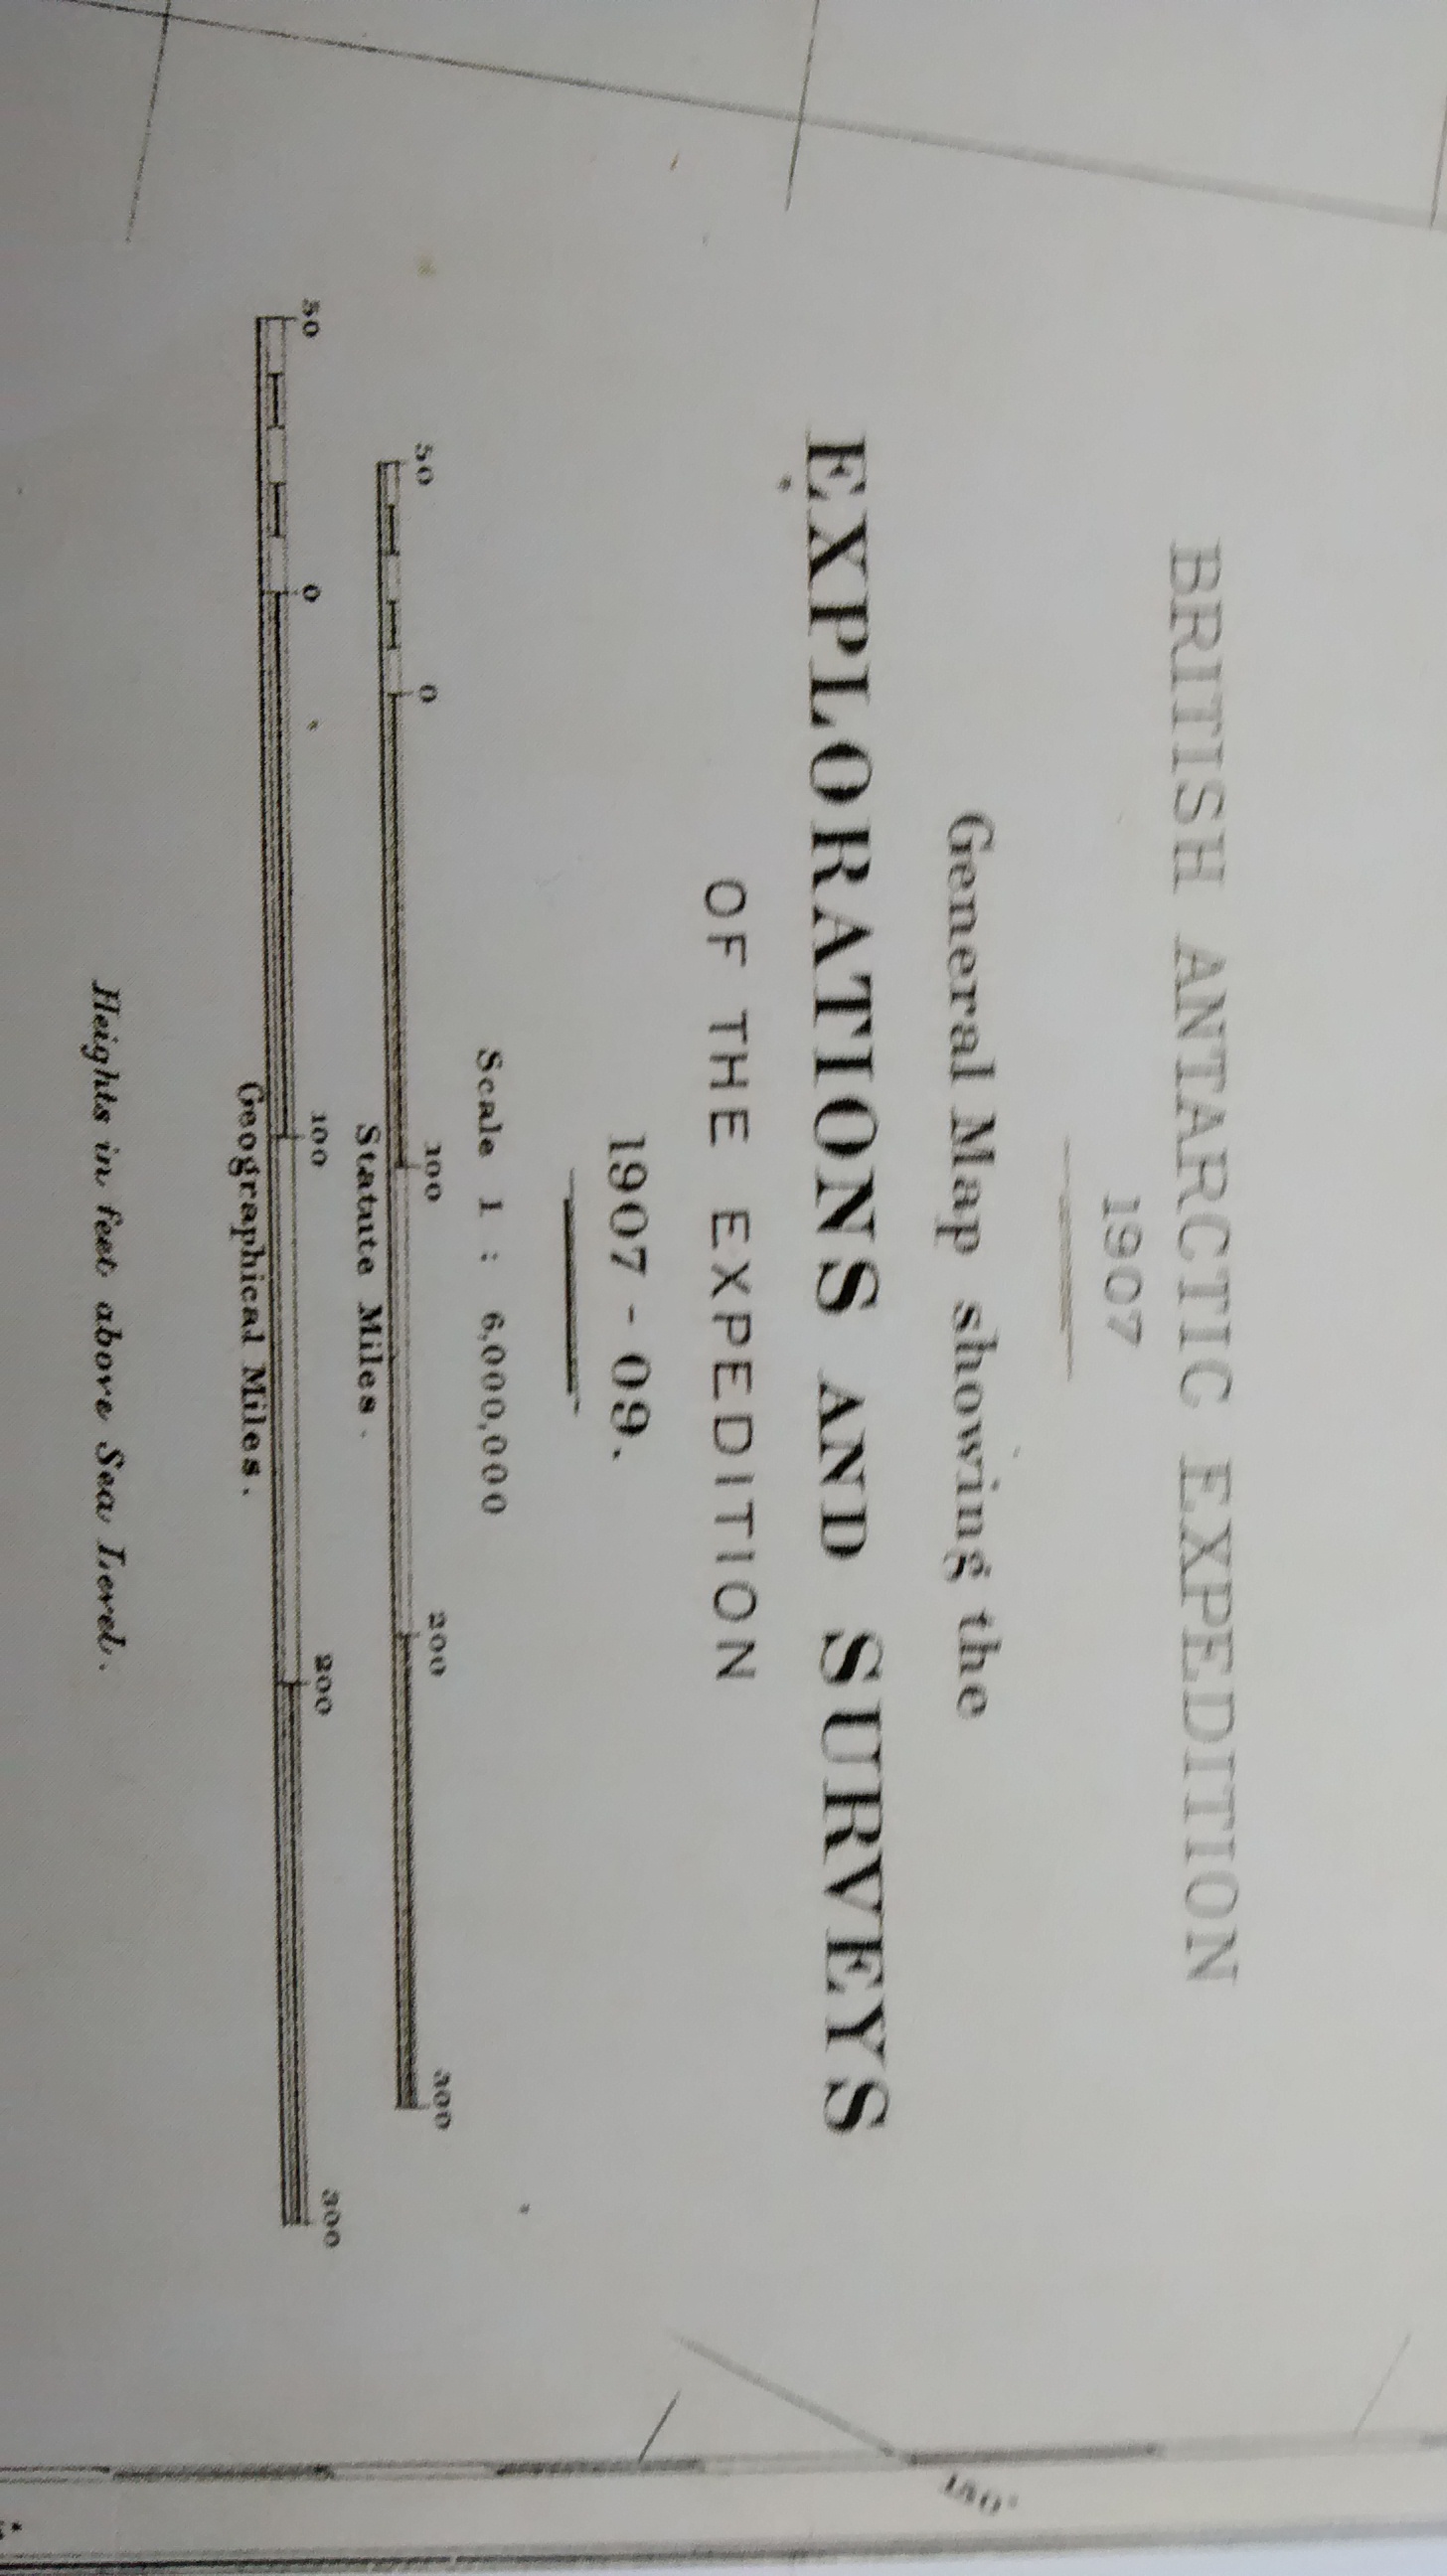 BRITISH ANTARCTIC EXPEDITION
1907
General Map showing the
EXPLORATIONS AND SURVEYS
OF THE EXPEDITION
1907 - 09.
Scale 1 : 6,000,000
50 0 100 200 300
Statute Miles.
50 0 100 200 300
Geographical Miles.
Heights in feet above Sea Level.